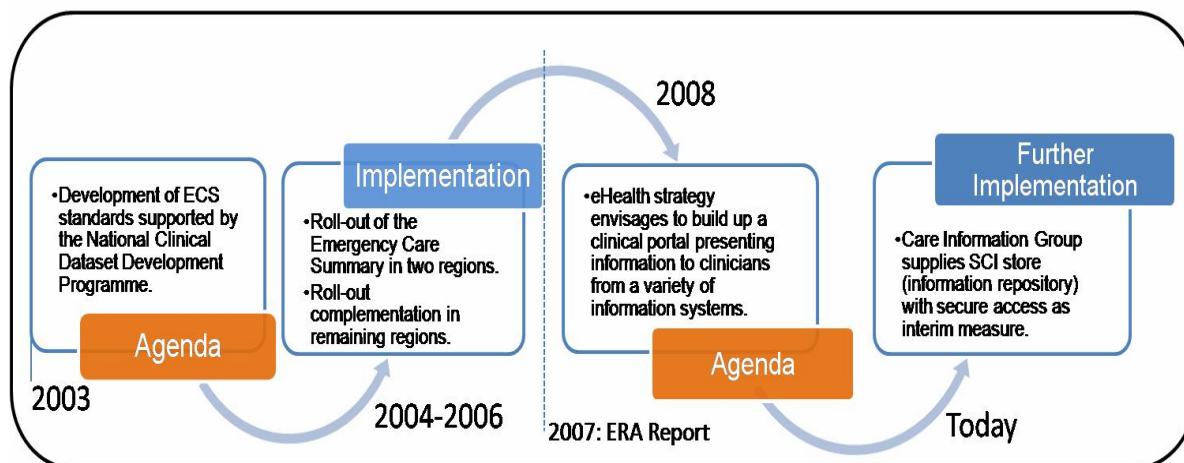 •Development of ECS
standards supported by
the National Clinical
Dataset Development
Programme.
Agenda
2003
Implementation
•Roll-out of the
Emergency Care
Summary in two regions.
•Roll-out
complementation in
remaining regions.
2004-2006
2007: ERA Report
2008
•eHealth strategy
envisages to build up a
clinical portal presenting
information to clinicians
from a variety of
information systems.
Agenda
Further
Implementation
•Care Information Group
supplies SCI store
(information repository)
with secure access as
interim measure.
Today